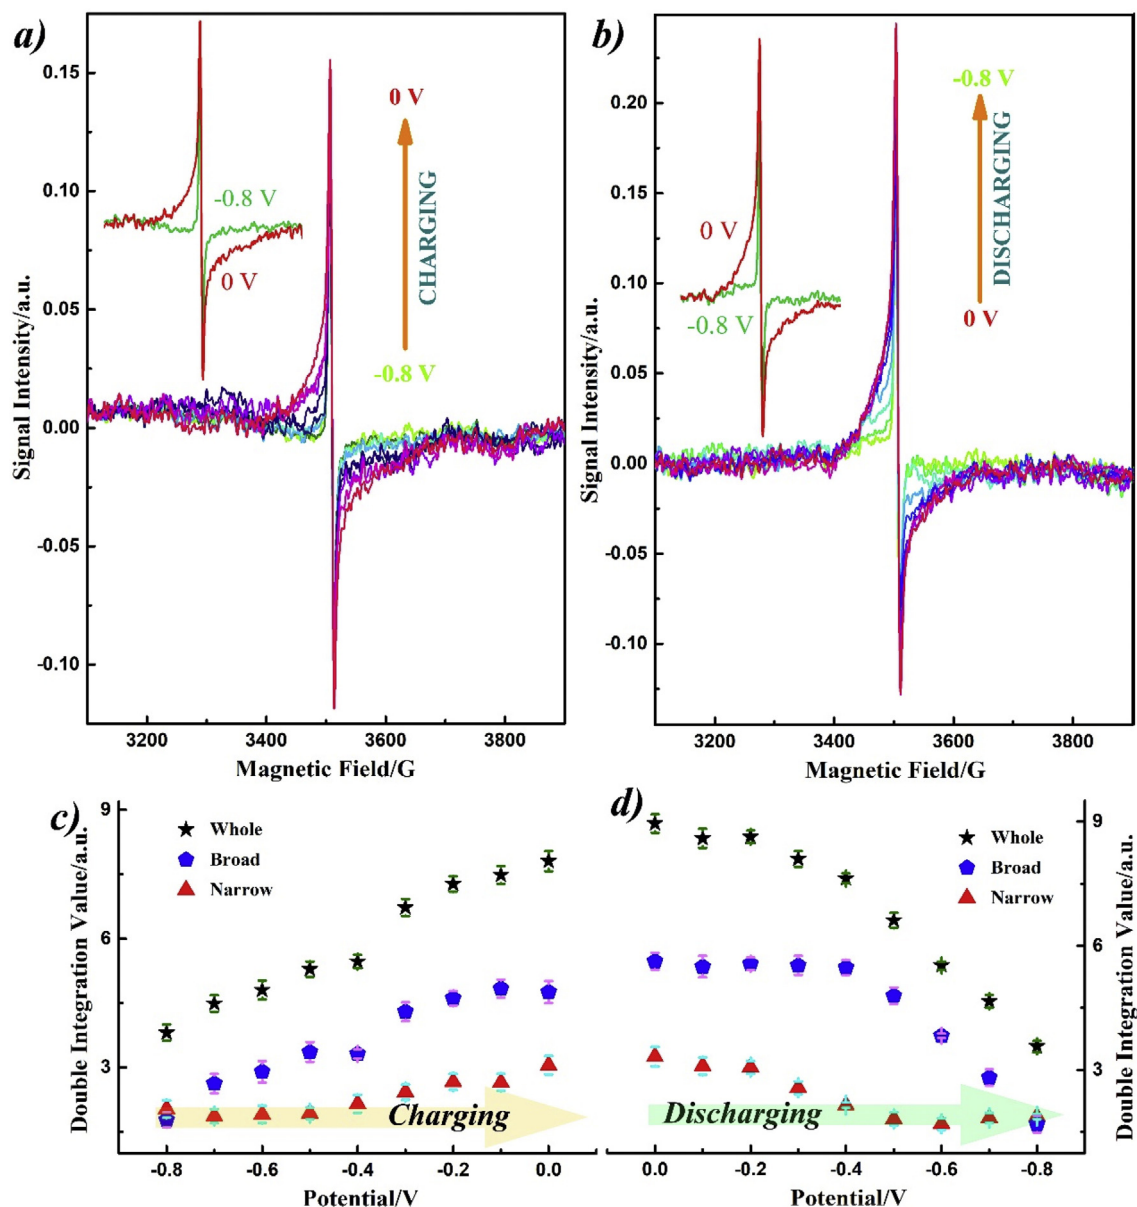 a)
0.15
0.10
0.05
0.00
-0.05
-0.10
Signal Intensity/a.u.
0 V
CHARGING
-0.8 V
-0.8 V
0 V
3200
3400
3600
3800
Magnetic Field/G
b)
0.20
0.15
0.10
0.05
0.00
-0.05
-0.10
Signal Intensity/a.u.
-0.8 V
DISCHARGING
0 V
0 V
-0.8 V
3200
3400
3600
3800
Magnetic Field/G
c)
9
6
3
Double Integration Value/a.u.
Whole
Broad
Narrow
Charging
-0.8
-0.6
-0.4
-0.2
0.0
Potential/V
d)
9
6
3
Double Integration Value/a.u.
Whole
Broad
Narrow
Discharging
0.0
-0.2
-0.4
-0.6
-0.8
Potential/V